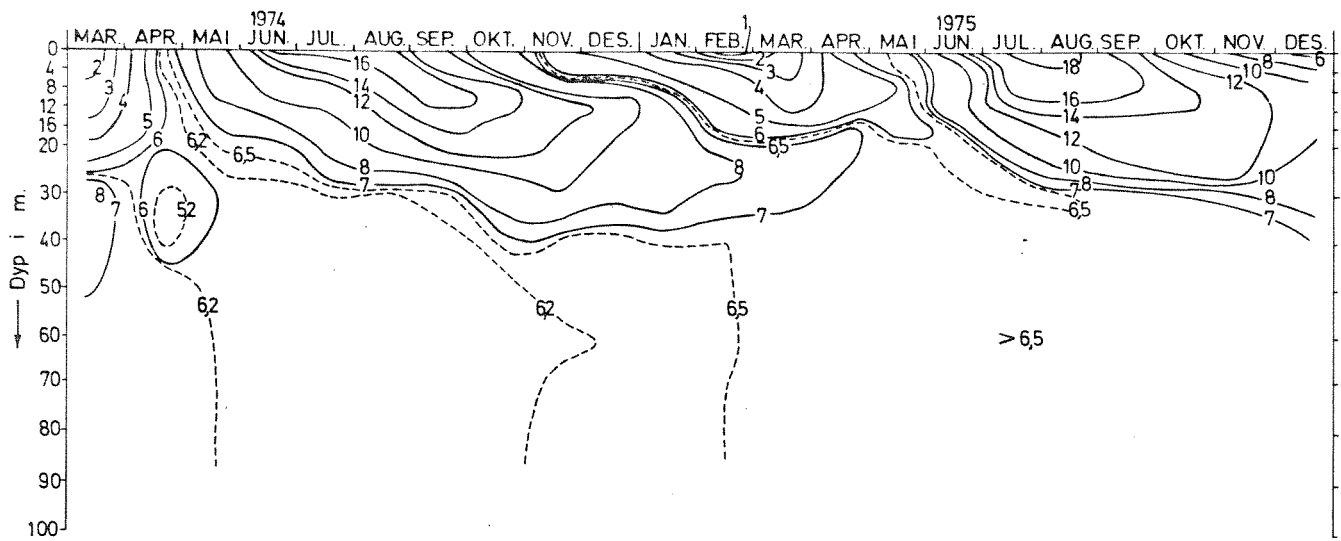 1974 1975
MAR. APR. MAI JUN. JUL. AUG. SEP. OKT. NOV. DES. JAN. FEB. MAR. APR. MAI JUN. JUL. AUG. SEP. OKT. NOV. DES.
1
0 2 16 2 18 8 6
4 3 14 3 16 10
8 4 12 4 14 12
12 5 10 5 12
16 6 6,2 6
20 6,5 6,5
8 8 10 10
7 7 8 8
30 8 7 6,5 7
7 6 5,2 7
40
50
6,2 6,2 6,5
60 > 6,5
70
80
90
100
Dyp i m.